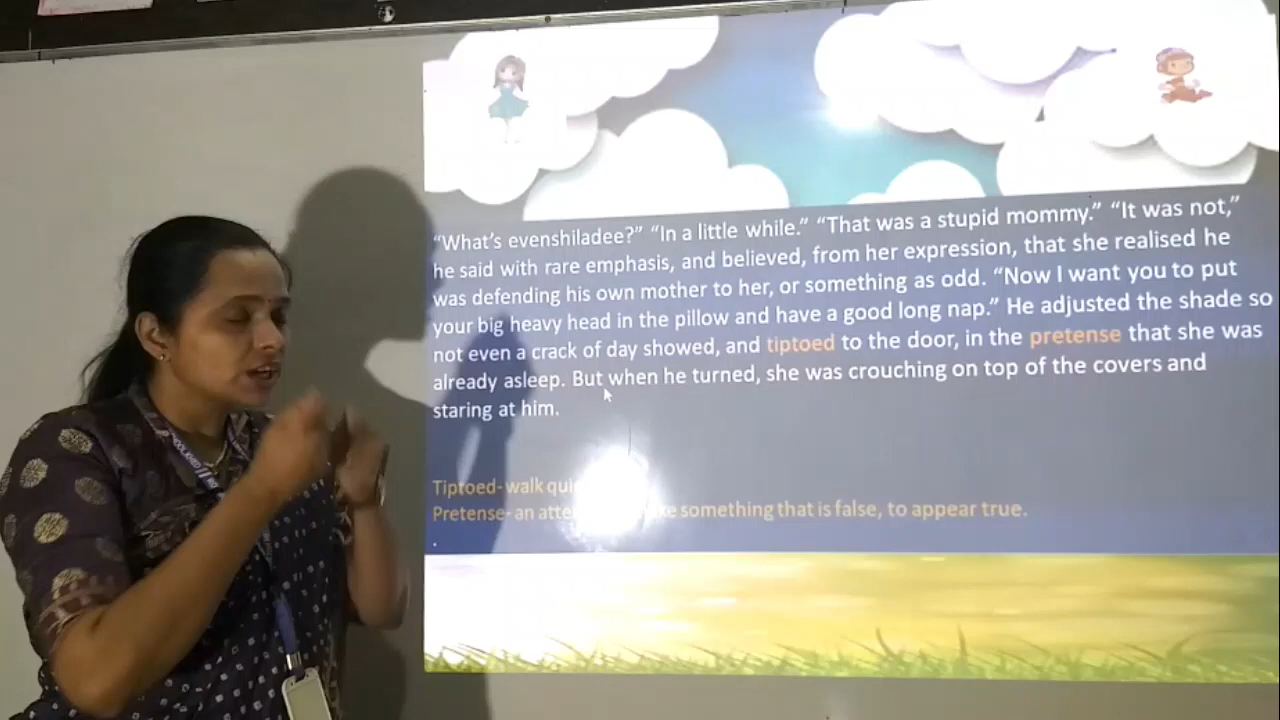 “What’s evenshiladee?” “In a little while.” “That was a stupid mommy.” “It was not,”
he said with rare emphasis, and believed, from her expression, that she realised he
was defending his own mother to her, or something as odd. “Now I want you to put
your big heavy head in the pillow and have a good long nap.” He adjusted the shade so
not even a crack of day showed, and tiptoed to the door, in the pretense that she was
already asleep. But when he turned, she was crouching on top of the covers and
staring at him.
Tiptoed- walk
Pretense- an something that is false, to appear true.